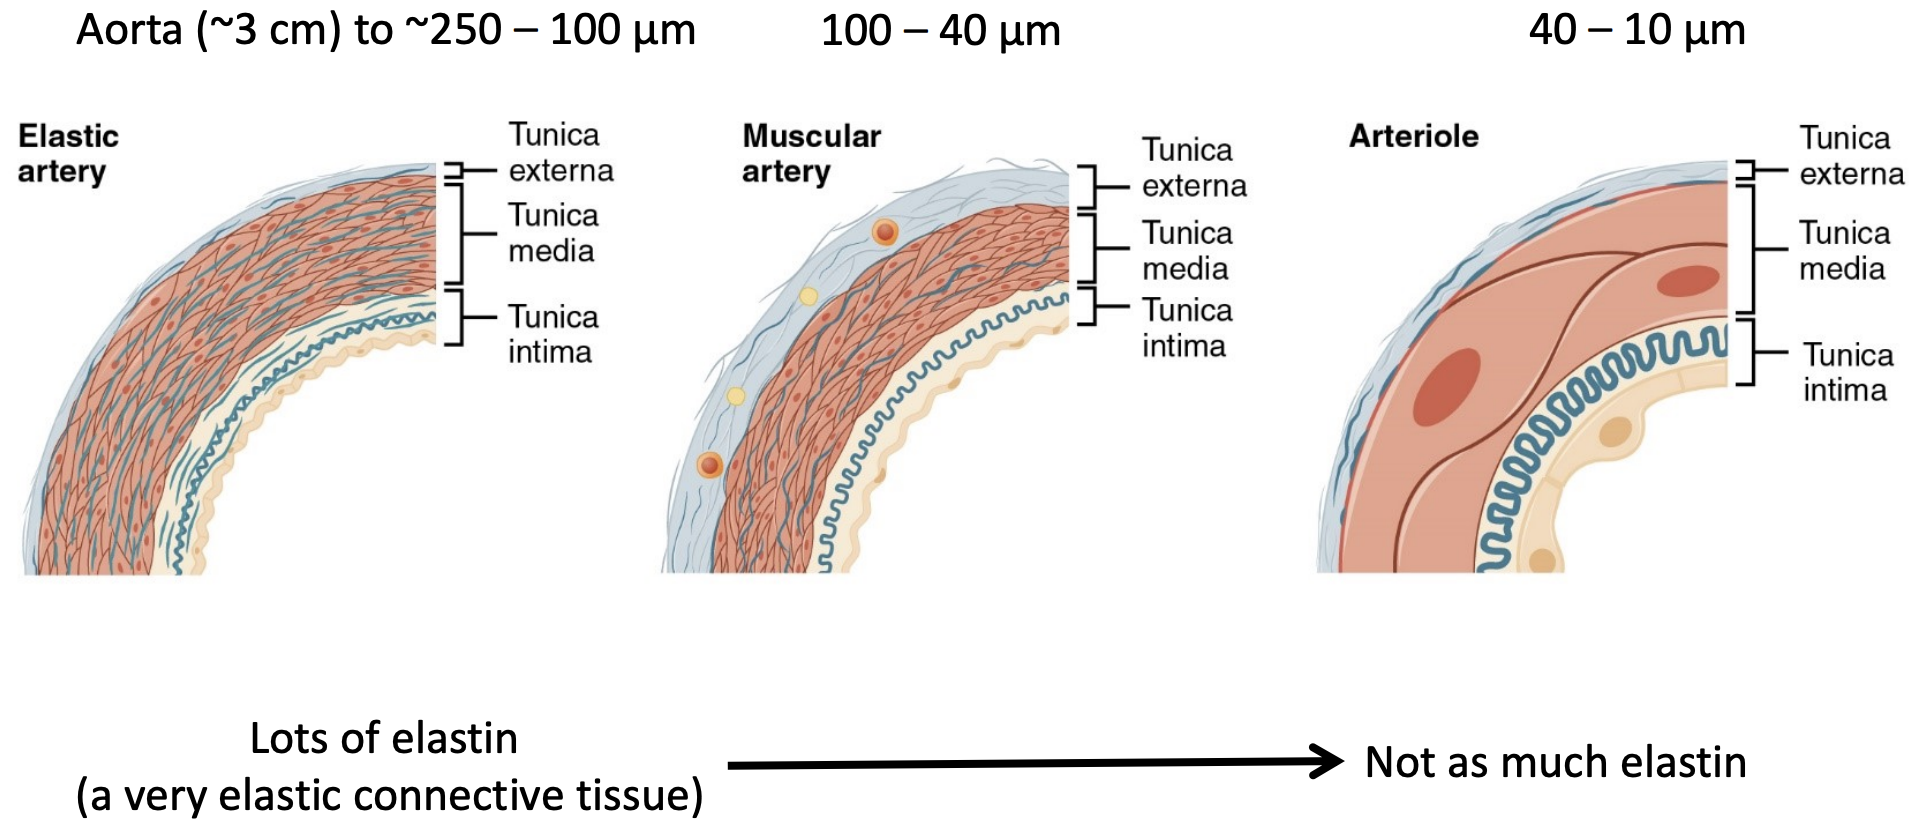 Aorta (~3 cm) to ~250 – 100 µm
100 – 40 µm
40 – 10 µm
Elastic
artery
Tunica
externa
Tunica
media
Tunica
intima
Muscular
artery
Tunica
externa
Tunica
media
Tunica
intima
Arteriole
Tunica
externa
Tunica
media
Tunica
intima
Lots of elastin
(a very elastic connective tissue)
Not as much elastin